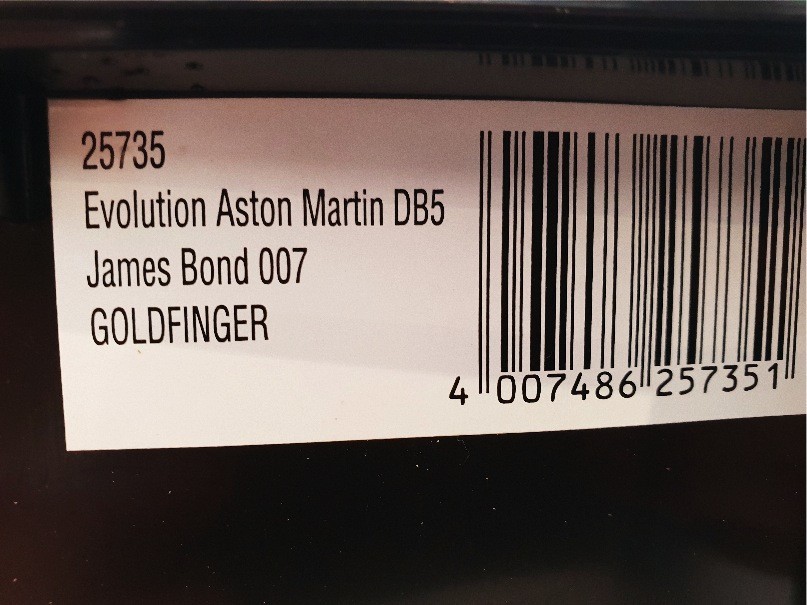 25735
Evolution Aston Martin DB5
James Bond 007
GOLDFINGER
4 007486 257351